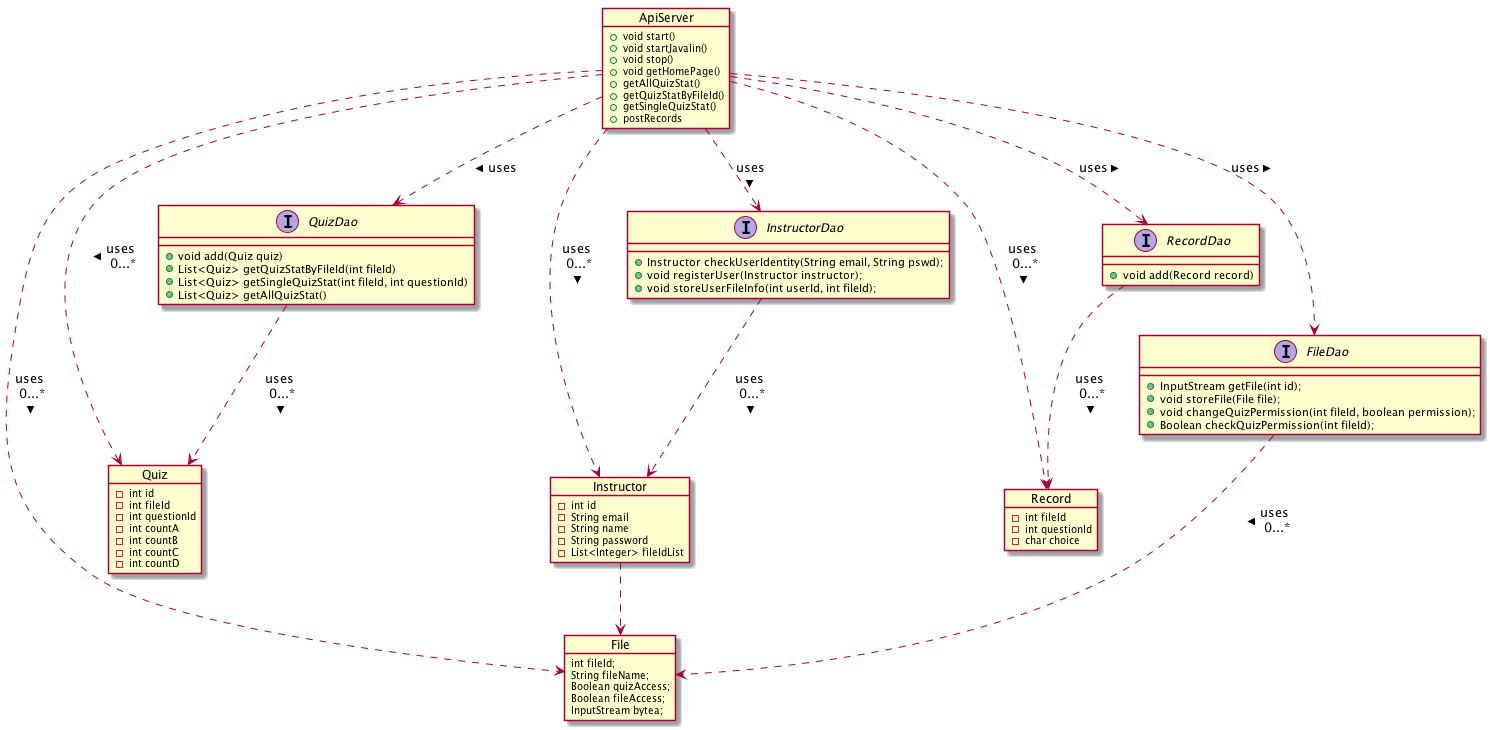 ApiServer
void start()
void startJavalin()
void stop()
void getHomePage()
getAllQuizStat()
getQuizStatByFileId()
getSingleQuizStat()
postRecords
uses
uses
uses
uses
I QuizDao
void add(Quiz quiz)
List<Quiz> getQuizStatByFileId(int fileId)
List<Quiz> getSingleQuizStat(int fileId, int questionId)
List<Quiz> getAllQuizStat()
I InstructorDao
Instructor checkUserIdentity(String email, String pswd);
void registerUser(Instructor instructor);
void storeUserFileInfo(int userId, int fileId);
I RecordDao
void add(Record record)
uses
0...*
uses
0...*
uses
0...*
I FileDao
InputStream getFile(int id);
void storeFile(File file);
void changeQuizPermission(int fileId, boolean permission);
Boolean checkQuizPermission(int fileId);
uses
0...*
uses
0...*
uses
0...*
uses
0...*
Quiz
int id
int fileId
int questionId
int countA
int countB
int countC
int countD
Instructor
int id
String email
String name
String password
List<Integer> fileIdList
Record
int fileId
int questionId
char choice
uses
0...*
File
int fileId;
String fileName;
Boolean quizAccess;
Boolean fileAccess;
InputStream bytea;